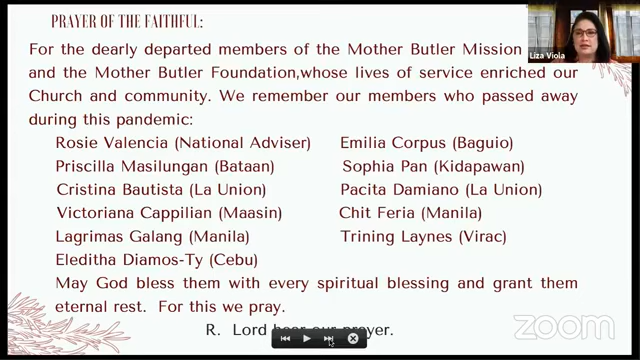 PRAYER OF THE FAITHFUL:
For the dearly departed members of the Mother Butler Mission
and the Mother Butler Foundation,whose lives of service enriched our
Church and community. We remember our members who passed away
during this pandemic:
Rosie Valencia (National Adviser) Emilia Corpus (Baguio)
Priscilla Masilungan (Bataan) Sophia Pan (Kidapawan)
Cristina Bautista (La Union) Pacita Damiano (La Union)
Victoriana Cappilian (Maasin) Chit Feria (Manila)
Lagrimas Galang (Manila) Trining Laynes (Virac)
Eleditha Diamos-Ty (Cebu)
May God bless them with every spiritual blessing and grant them
eternal rest. For this we pray.
R. Lord hear our prayer.
Liza Viola
zoom